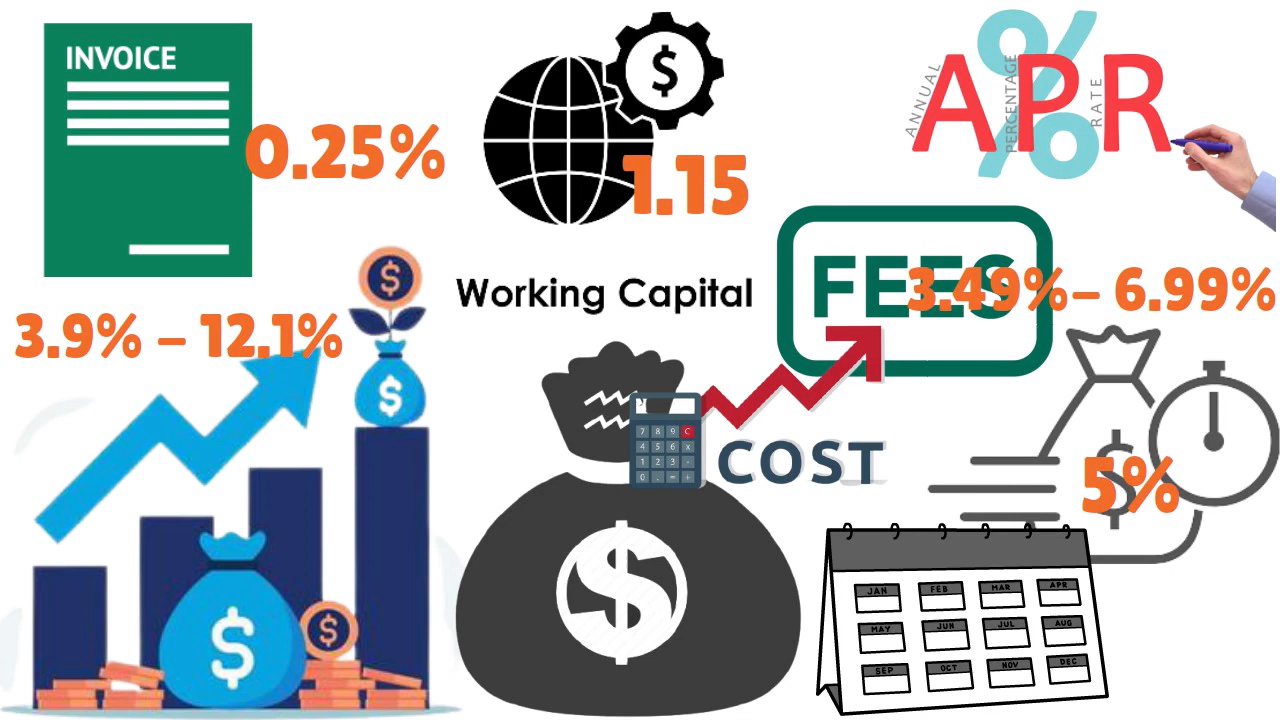 INVOICE
0.25%
$
1.15
ANNUAL
PERCENTAGE
RATE
%
APR
$
Working Capital
FEES
3.49% – 6.99%
3.9% – 12.1%
$
7 8 9 C
4 5 6 x
1 2 3 -
0 . = +
COST
$
5%
$
$
$
JAN FEB MAR APR
MAY JUN JUL AUG
SEP OCT NOV DEC